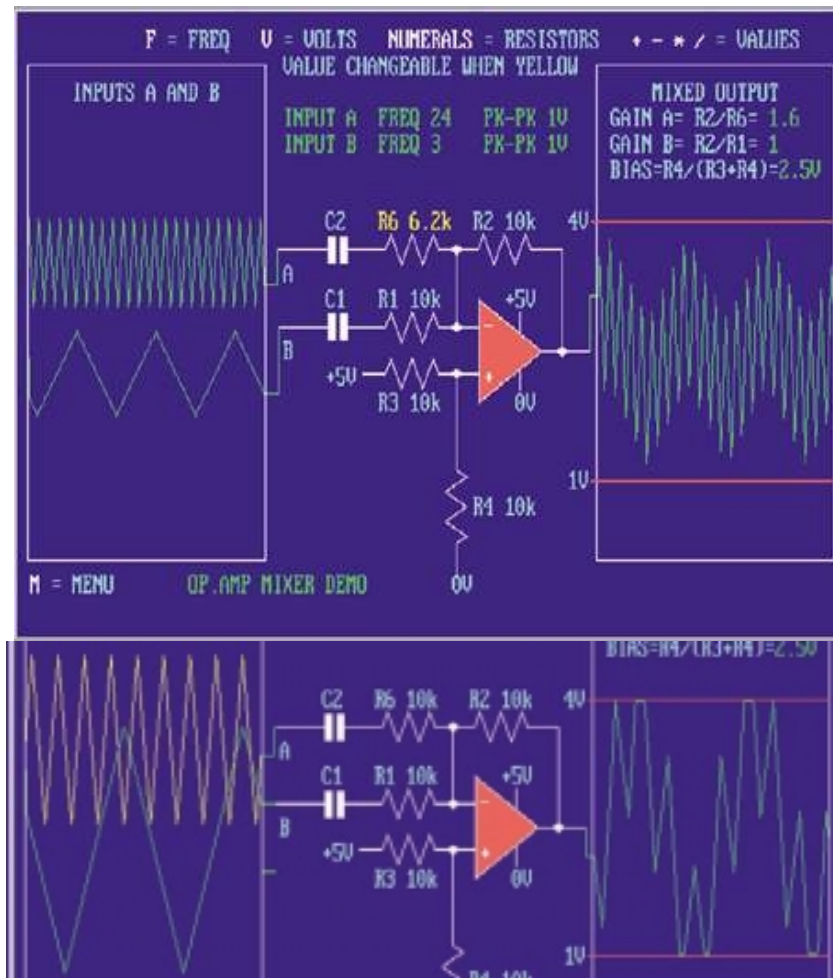 F = FREQ V = VOLTS NUMERALS = RESISTORS + - * / = VALUES
VALUE CHANGEABLE WHEN YELLOW
INPUTS A AND B
INPUT A FREQ 24 PK-PK 1V
INPUT B FREQ 3 PK-PK 1V
MIXED OUTPUT
GAIN A= R2/R6= 1.6
GAIN B= R2/R1= 1
BIAS=R4/(R3+R4)=2.5V
C2 R6 6.2k R2 10k 4V
A
C1 R1 10k +5V
B -
+5V +
R3 10k 0V
1V
R4 10k
M = MENU OP.AMP MIXER DEMO 0V
BIAS=R4/(R3+R4)=2.5V
C2 R6 10k R2 10k 4V
A
C1 R1 10k +5V
B -
+5V +
R3 10k 0V
1V
R4 10k